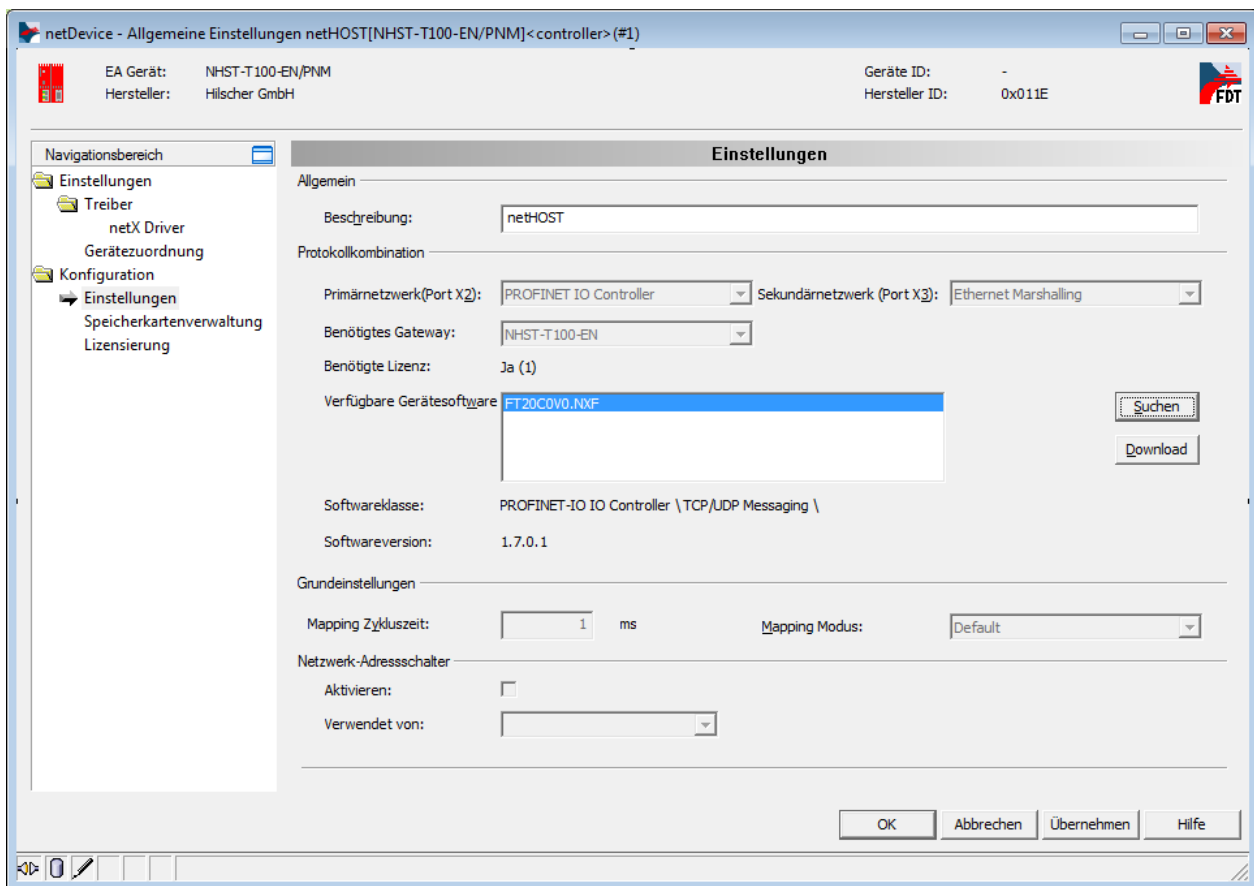 netDevice - Allgemeine Einstellungen netHOST[NHST-T100-EN/PNM]<controller>(#1)
EA Gerät: NHST-T100-EN/PNM Geräte ID: -
Hersteller: Hilscher GmbH Hersteller ID: 0x011E
FDT
Navigationsbereich
Einstellungen
Treiber
netX Driver
Gerätezuordnung
Konfiguration
Einstellungen
Speicherkartenverwaltung
Lizensierung
Einstellungen
Allgemein
Beschreibung: netHOST
Protokollkombination
Primärnetzwerk(Port X2): PROFINET IO Controller Sekundärnetzwerk (Port X3): Ethernet Marshalling
Benötigtes Gateway: NHST-T100-EN
Benötigte Lizenz: Ja (1)
Verfügbare Gerätesoftware FT20C0V0.NXF Suchen
Download
Softwareklasse: PROFINET-IO IO Controller \ TCP/UDP Messaging \
Softwareversion: 1.7.0.1
Grundeinstellungen
Mapping Zykluszeit: 1 ms Mapping Modus: Default
Netzwerk-Adressschalter
Aktivieren:
Verwendet von:
OK Abbrechen Übernehmen Hilfe